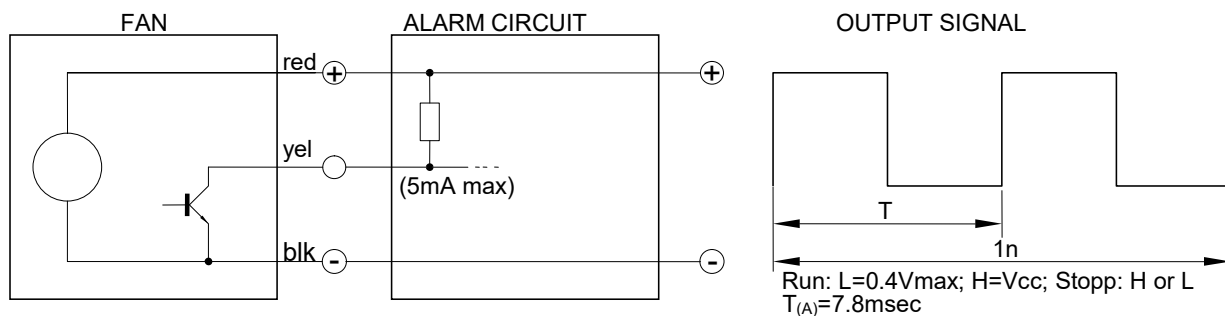 FAN
ALARM CIRCUIT
OUTPUT SIGNAL
red
+
+
yel
(5mA max)
T
blk
-
-
1n
Run: L=0.4Vmax; H=Vcc; Stopp: H or L
T(A)=7.8msec